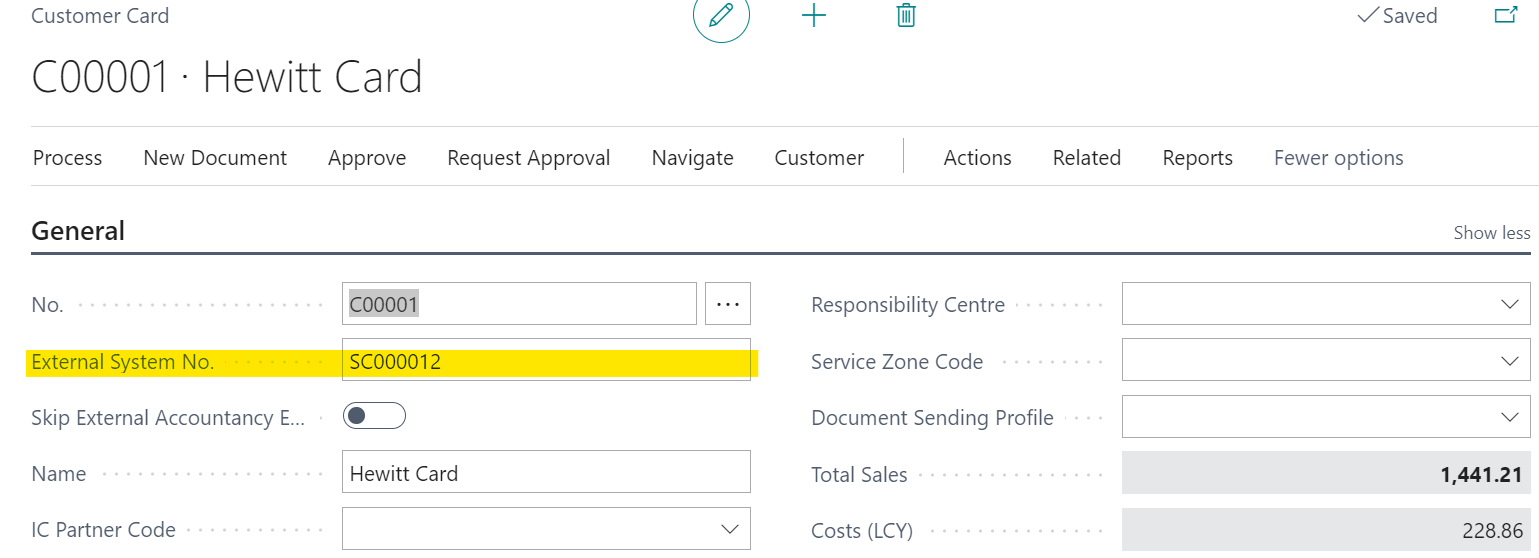 Customer Card
Saved
C00001 · Hewitt Card
Process New Document Approve Request Approval Navigate Customer Actions Related Reports Fewer options
General
Show less
No.
C00001
External System No.
SC000012
Skip External Accountancy E...
Name
Hewitt Card
IC Partner Code
Responsibility Centre
Service Zone Code
Document Sending Profile
Total Sales
1,441.21
Costs (LCY)
228.86